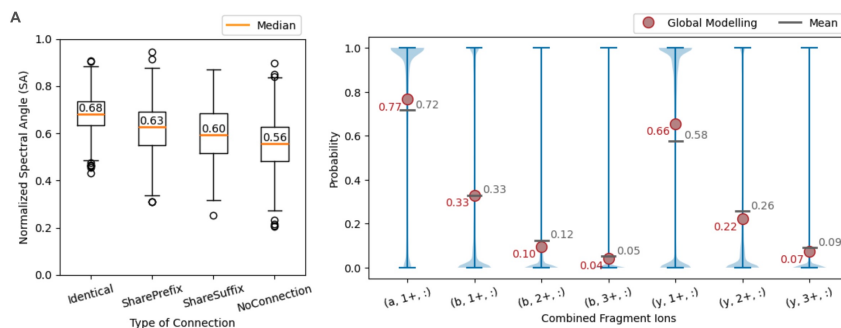 A
Median
Normalized Spectral Angle (SA)
1.0
0.8
0.6
0.4
0.2
0.0
0.68
0.63
0.60
0.56
Identical
SharePrefix
ShareSuffix
NoConnection
Type of Connection
Global Modelling
Mean
Probability
1.0
0.8
0.6
0.4
0.2
0.0
0.77
0.72
0.33
0.33
0.10
0.12
0.04
0.05
0.66
0.58
0.22
0.26
0.07
0.09
(a, 1+, :)
(b, 1+, :)
(b, 2+, :)
(b, 3+, :)
(y, 1+, :)
(y, 2+, :)
(y, 3+, :)
Combined Fragment Ions